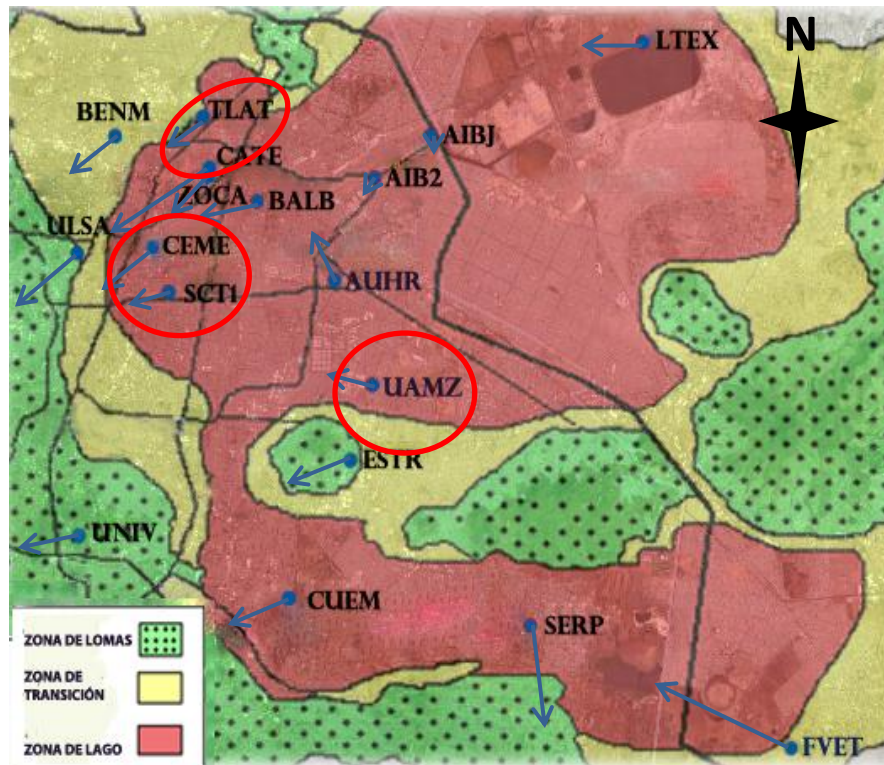 LTEX
N
TLAT
BENM
AIBJ
CATE
AIB2
ZOCA
BALB
ULSA
CEME
AUHR
SCT1
UAMZ
ESTR
UNIV
CUEM
SERP
ZONA DE LOMAS
ZONA DE
TRANSICIÓN
ZONA DE LAGO
FVET